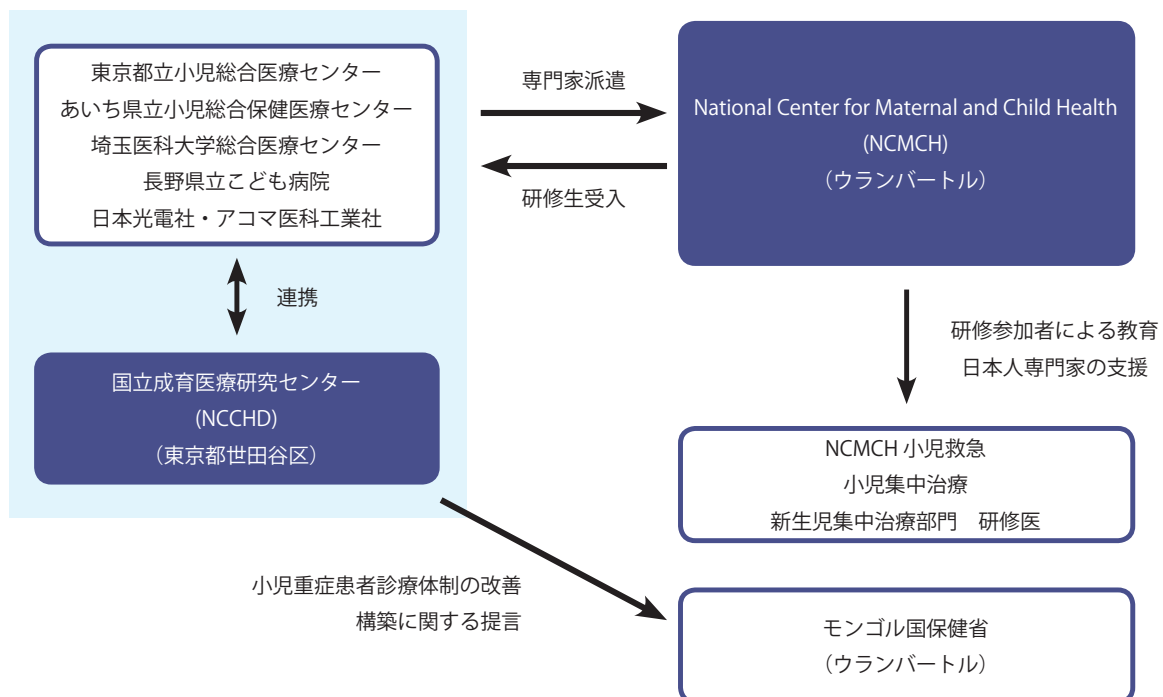 東京都立小児総合医療センター
あいち県立小児総合保健医療センター
埼玉医科大学総合医療センター
長野県立こども病院
日本光電社・アコマ医科工業社
専門家派遣
研修生受入
National Center for Maternal and Child Health
(NCMCH)
（ウランバートル）
連携
国立成育医療研究センター
(NCCHD)
（東京都世田谷区）
研修参加者による教育
日本人専門家の支援
NCMCH 小児救急
小児集中治療
新生児集中治療部門　研修医
小児重症患者診療体制の改善
構築に関する提言
モンゴル国保健省
（ウランバートル）